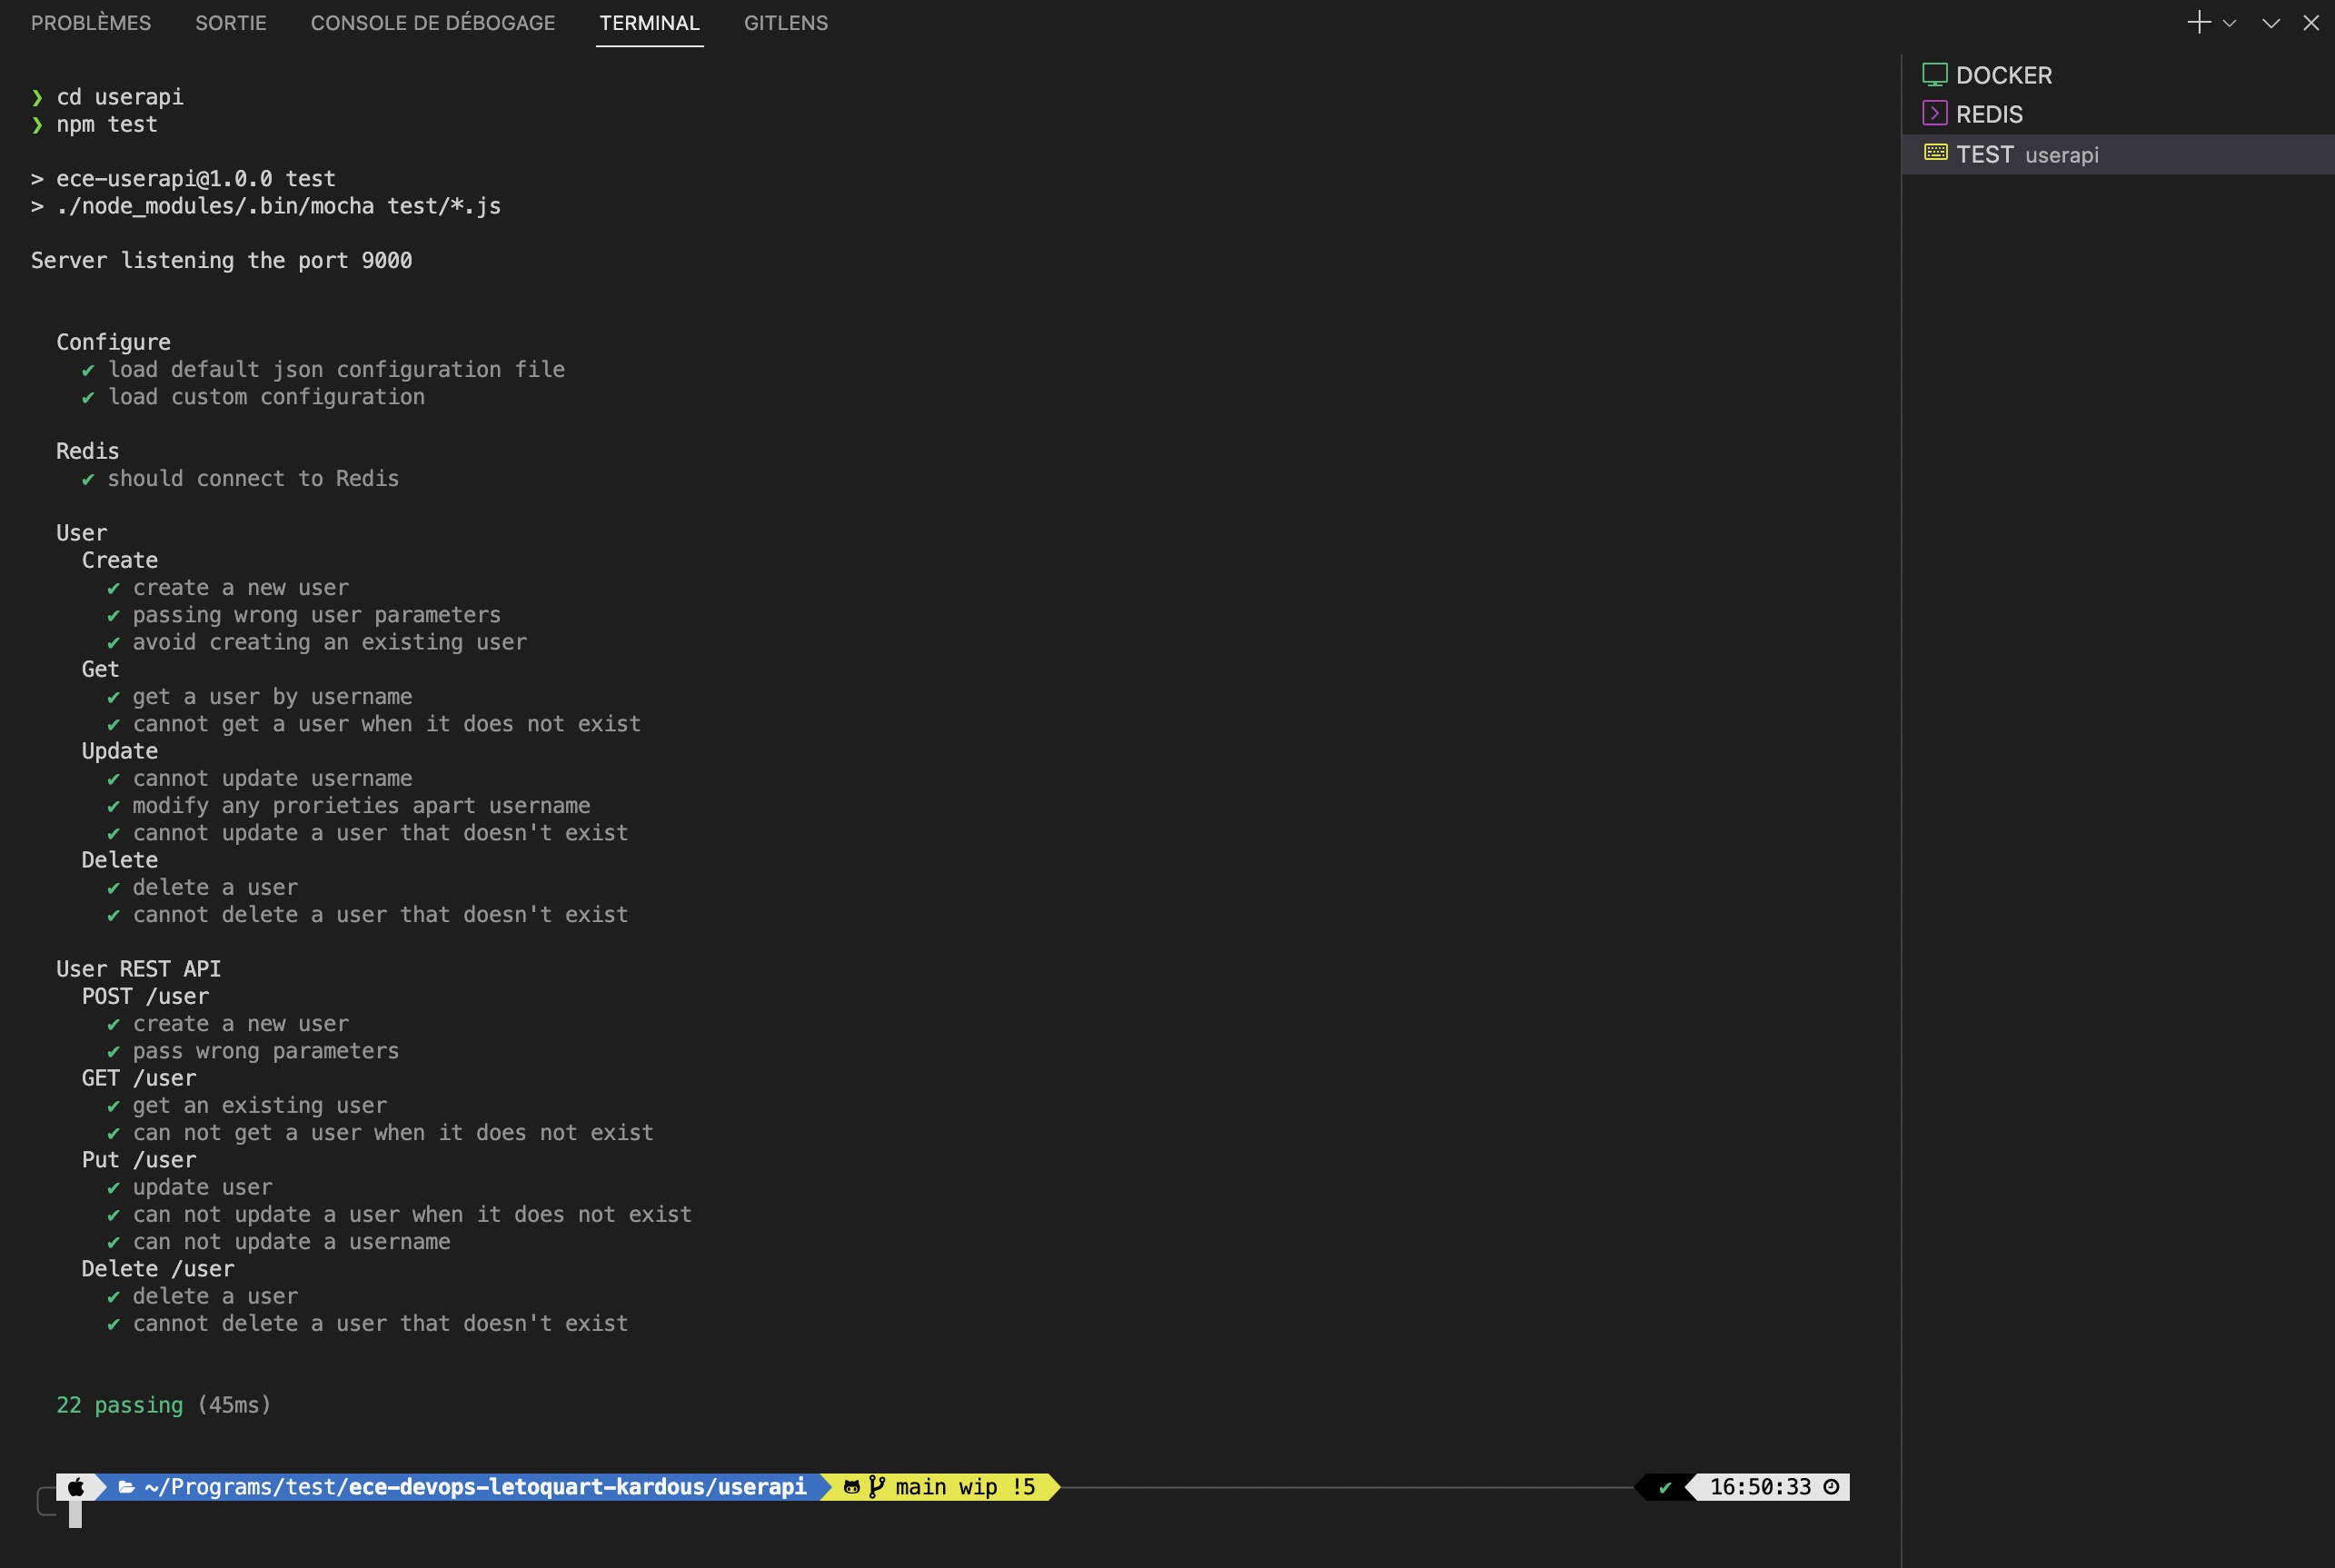 PROBLÈMES SORTIE CONSOLE DE DÉBOGAGE TERMINAL GITLENS
❯ cd userapi
❯ npm test
> ece-userapi@1.0.0 test
> ./node_modules/.bin/mocha test/*.js
Server listening the port 9000
Configure
✔ load default json configuration file
✔ load custom configuration
Redis
✔ should connect to Redis
User
Create
✔ create a new user
✔ passing wrong user parameters
✔ avoid creating an existing user
Get
✔ get a user by username
✔ cannot get a user when it does not exist
Update
✔ cannot update username
✔ modify any prorieties apart username
✔ cannot update a user that doesn't exist
Delete
✔ delete a user
✔ cannot delete a user that doesn't exist
User REST API
POST /user
✔ create a new user
✔ pass wrong parameters
GET /user
✔ get an existing user
✔ can not get a user when it does not exist
Put /user
✔ update user
✔ can not update a user when it does not exist
✔ can not update a username
Delete /user
✔ delete a user
✔ cannot delete a user that doesn't exist
22 passing (45ms)
~/Programs/test/ece-devops-letoquart-kardous/userapi main wip !5 ✔ 16:50:33
DOCKER
REDIS
TEST userapi